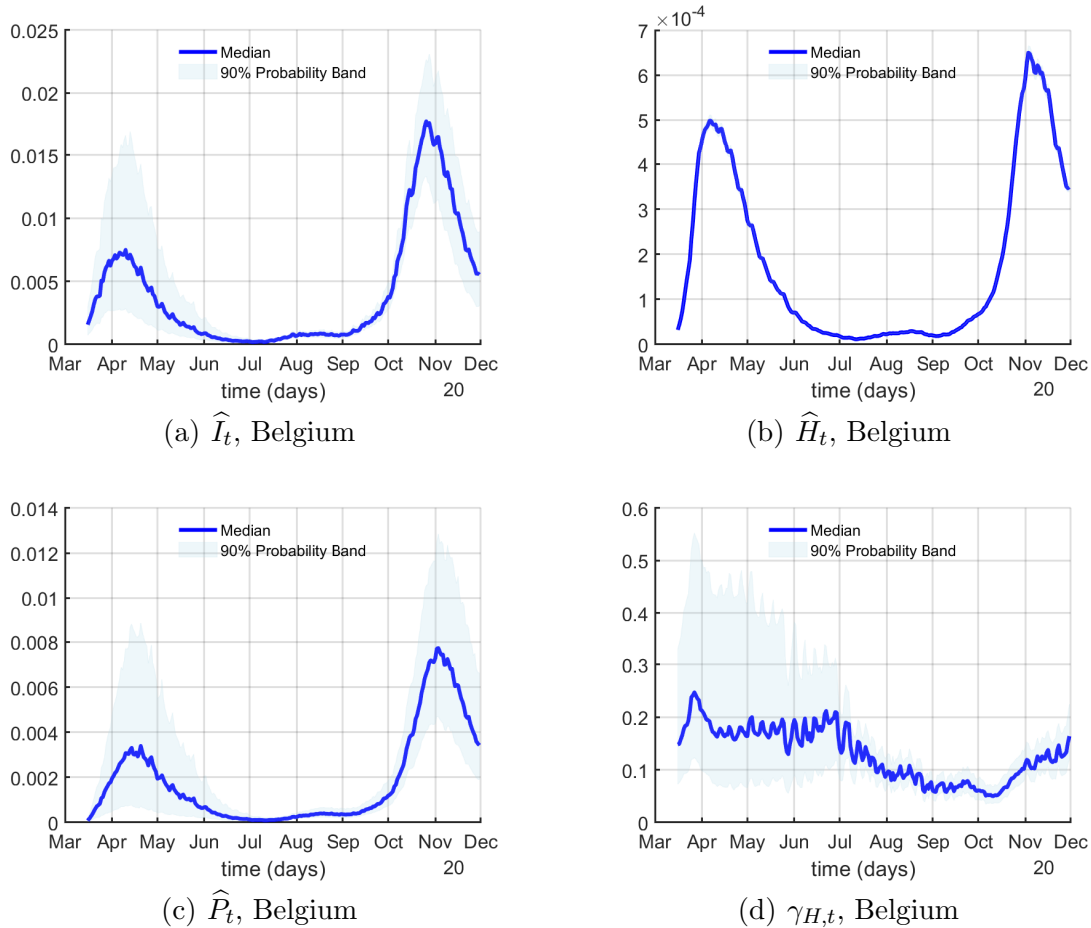 0.025
0.02
0.015
0.01
0.005
0
Median
90% Probability Band
Mar Apr May Jun Jul Aug Sep Oct Nov Dec
time (days) 20
(a) $\widehat{I}_t$, Belgium
7 ×10⁻⁴
6
5
4
3
2
1
0
Median
90% Probability Band
Mar Apr May Jun Jul Aug Sep Oct Nov Dec
time (days) 20
(b) $\widehat{H}_t$, Belgium
0.014
0.012
0.01
0.008
0.006
0.004
0.002
0
Median
90% Probability Band
Mar Apr May Jun Jul Aug Sep Oct Nov Dec
time (days) 20
(c) $\widehat{P}_t$, Belgium
0.6
0.5
0.4
0.3
0.2
0.1
0
Median
90% Probability Band
Mar Apr May Jun Jul Aug Sep Oct Nov Dec
time (days) 20
(d) $\gamma_{H,t}$, Belgium